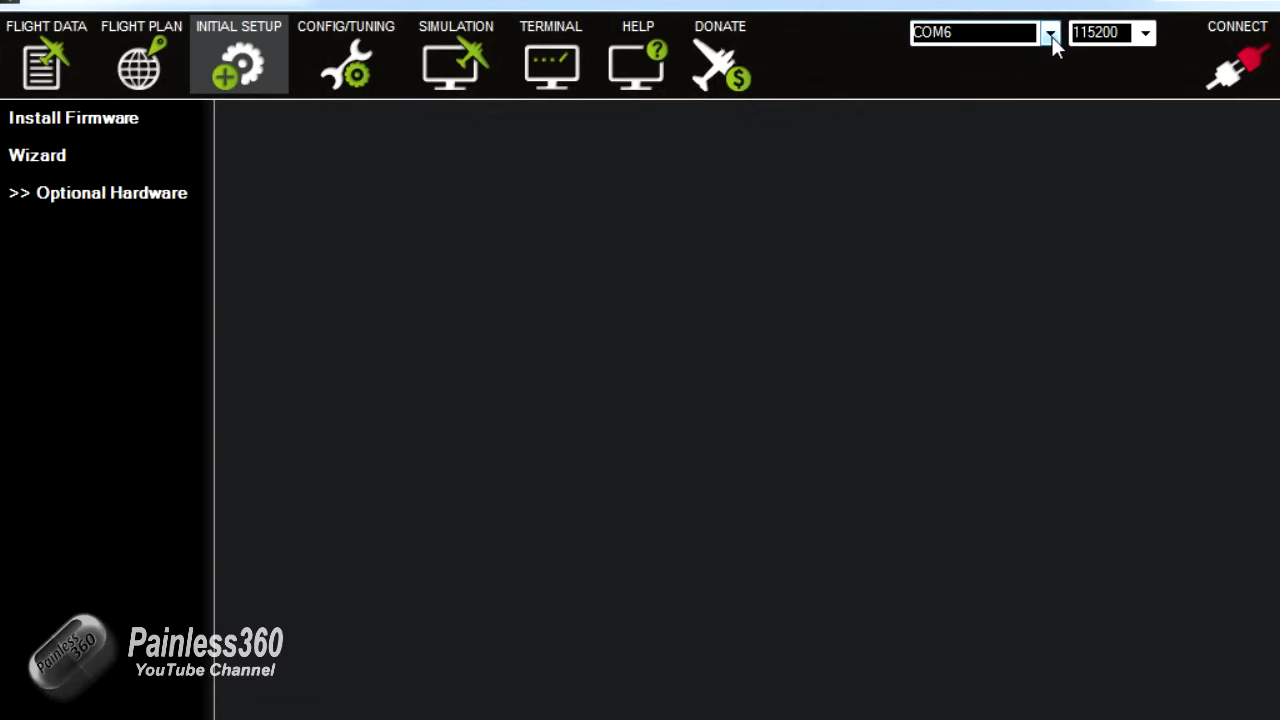 FLIGHT DATA FLIGHT PLAN INITIAL SETUP CONFIG/TUNING SIMULATION TERMINAL HELP DONATE COM6 115200 CONNECT
Install Firmware
Wizard
>> Optional Hardware
Painless360
Painless360
YouTube Channel